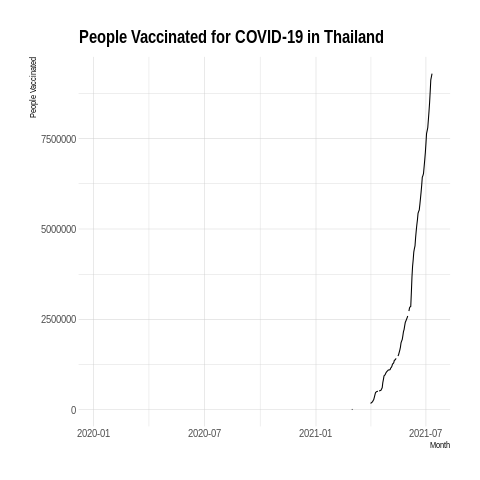 People Vaccinated for COVID-19 in Thailand
People Vaccinated
7500000
5000000
2500000
0
2020-01 2020-07 2021-01 2021-07
Month